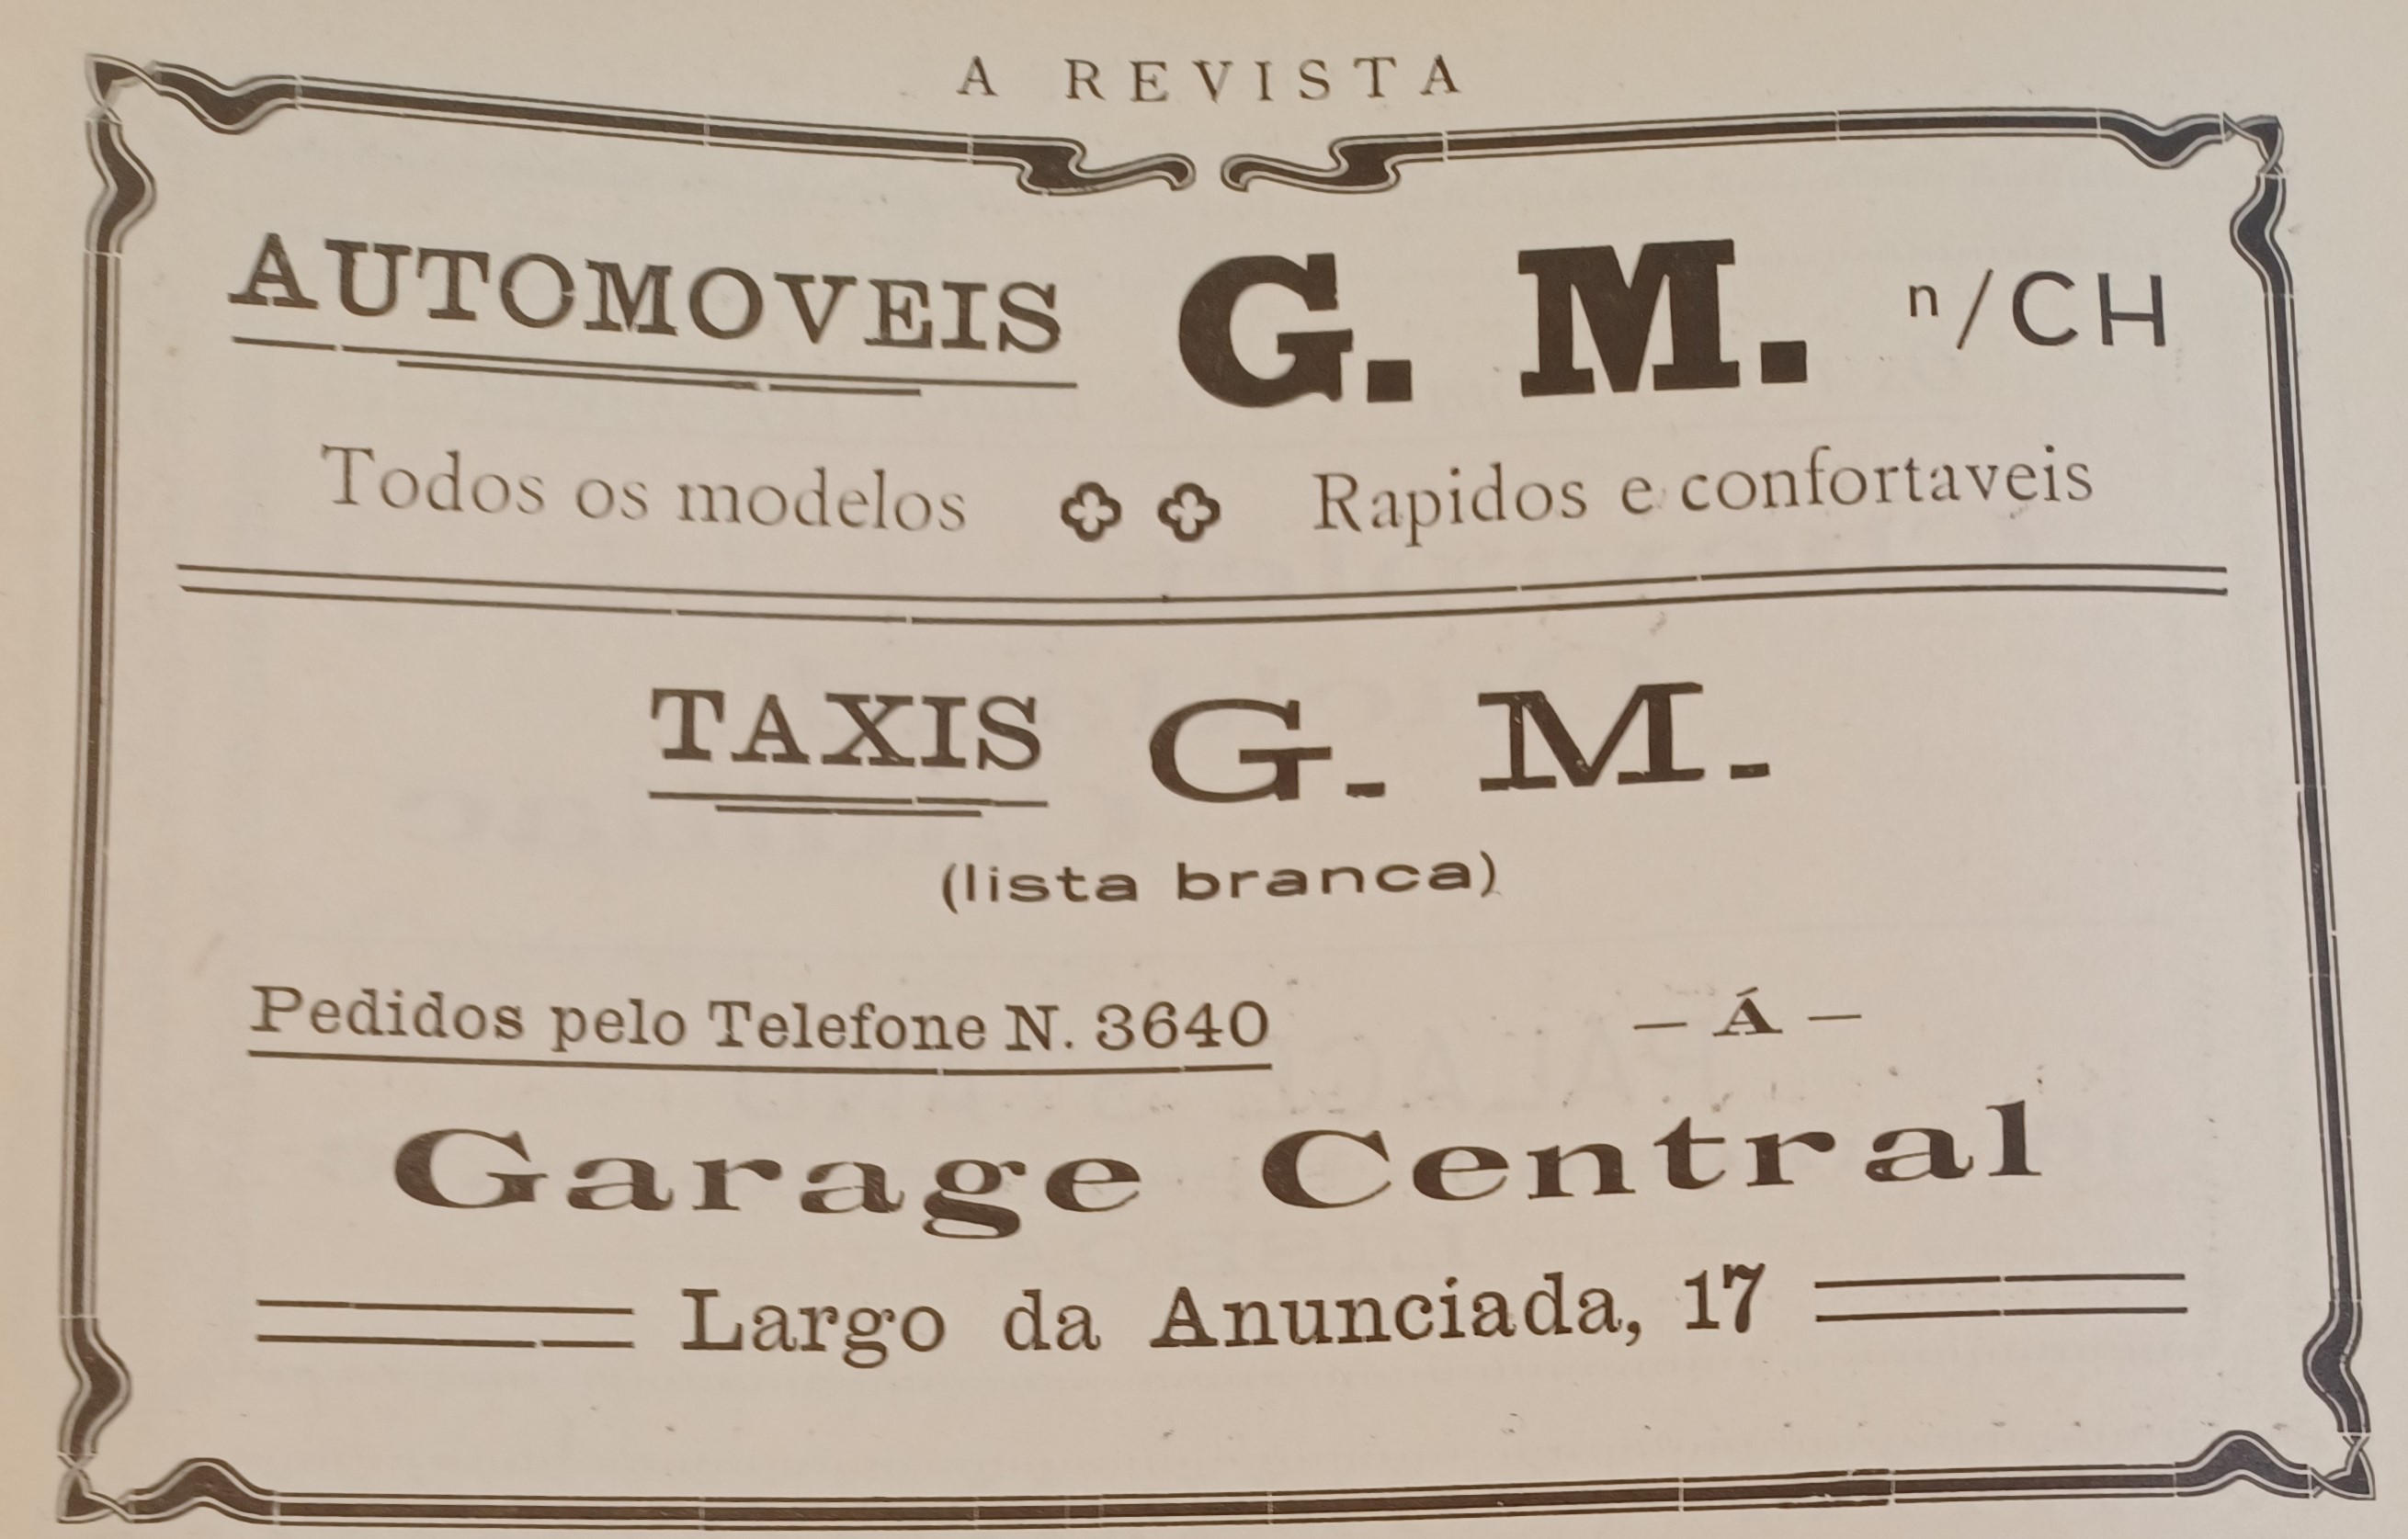 A REVISTA
AUTOMOVEIS G. M. n/CH
Todos os modelos Rapidos e confortaveis
TAXIS G. M.
(lista branca)
Pedidos pelo Telefone N. 3640 — Á —
Garage Central
Largo da Anunciada, 17